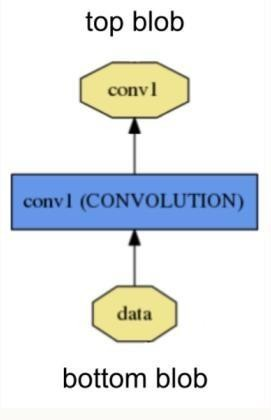 top blob
conv1
conv1 (CONVOLUTION)
data
bottom blob